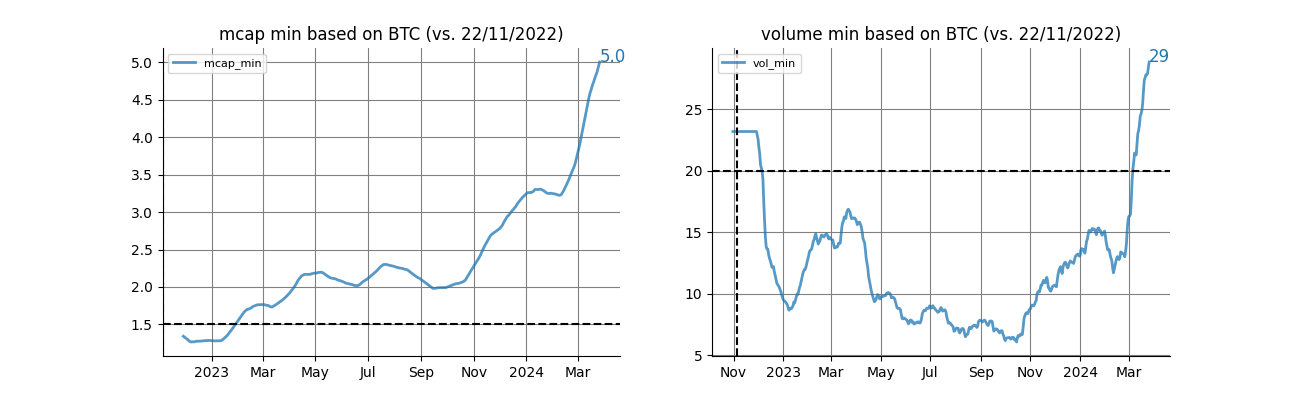 mcap min based on BTC (vs. 22/11/2022)
mcap_min
5.0
5.0
4.5
4.0
3.5
3.0
2.5
2.0
1.5
2023 Mar May Jul Sep Nov 2024 Mar
volume min based on BTC (vs. 22/11/2022)
vol_min
29
25
20
15
10
5
Nov 2023 Mar May Jul Sep Nov 2024 Mar